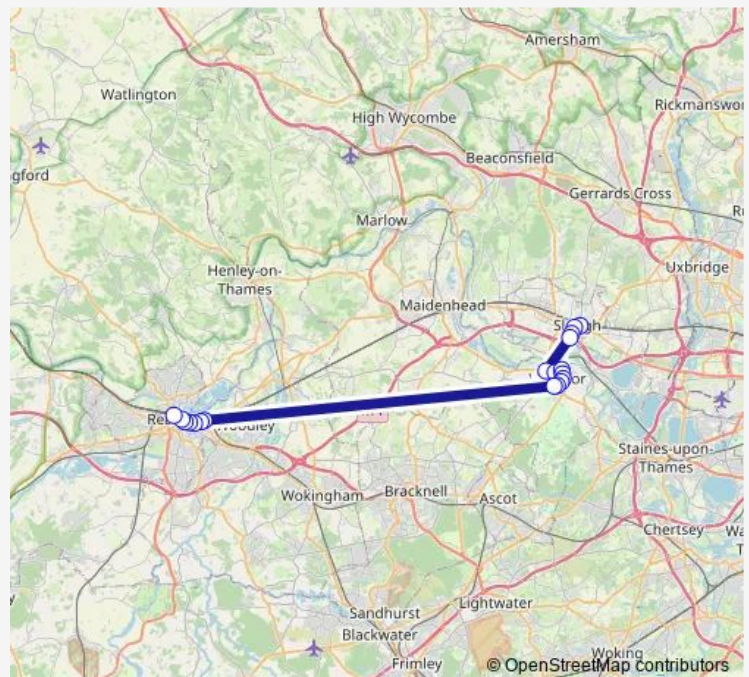 Amersham
Watlington
Rickmanswor
High Wycombe
Beaconsfield
gford
Gerrards Cross
Marlow
Uxbridge
Henley-on-
Thames
Maidenhead
Staines-upon-
Thames
Wokingham
Bracknell
Ascot
Chertsey
Lightwater
Sandhurst
Blackwater
Woking
Frimley
© OpenStreetMap contributors